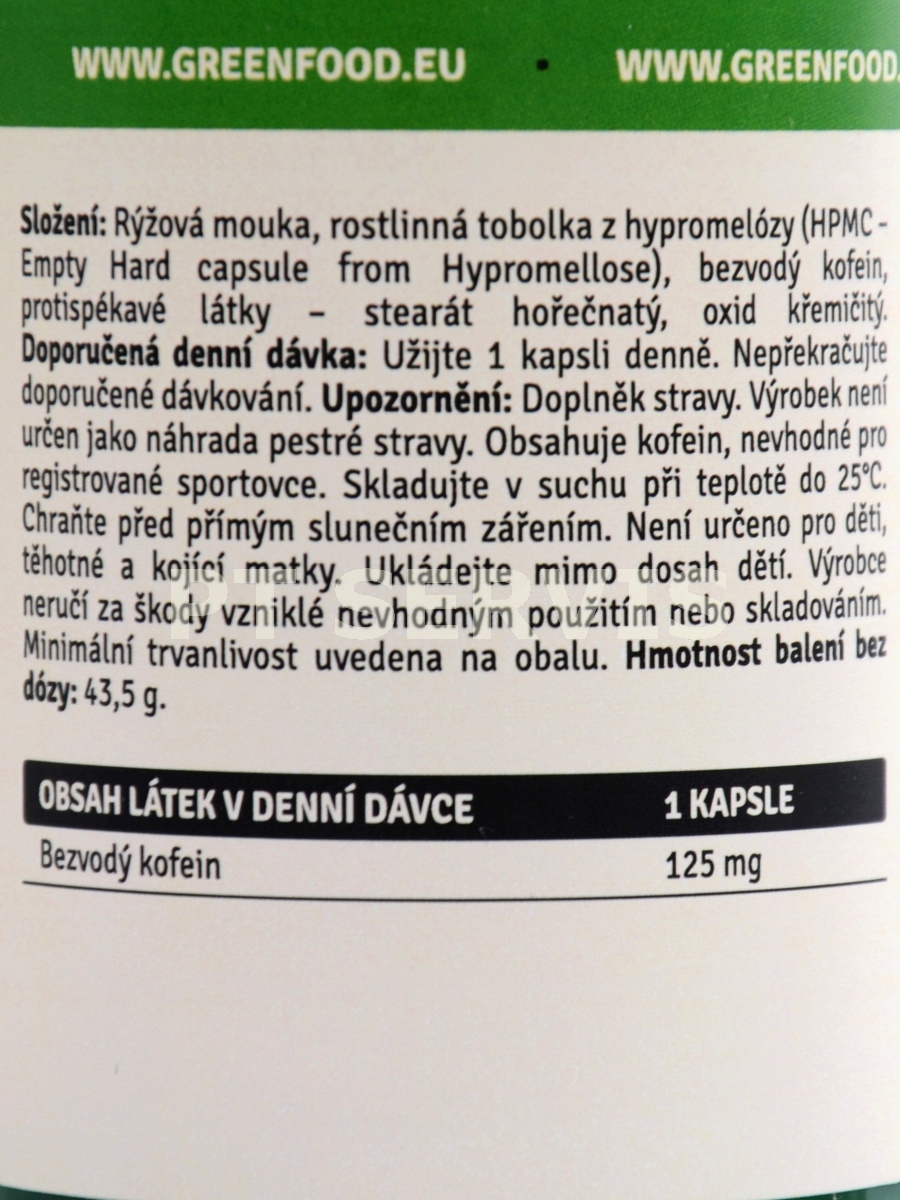 WWW.GREENFOOD.EU • WWW.GREENFOOD.
Složení: Rýžová mouka, rostlinná tobolka z hypromelózy (HPMC -
Empty Hard capsule from Hypromellose), bezvodý kofein,
protispékavé látky – stearát hořečnatý, oxid křemičitý.
Doporučená denní dávka: Užijte 1 kapsli denně. Nepřekračujte
doporučené dávkování. Upozornění: Doplněk stravy. Výrobek není
určen jako náhrada pestré stravy. Obsahuje kofein, nevhodné pro
registrované sportovce. Skladujte v suchu při teplotě do 25°C.
Chraňte před přímým slunečním zářením. Není určeno pro děti,
těhotné a kojící matky. Ukládejte mimo dosah dětí. Výrobce
neručí za škody vzniklé nevhodným použitím nebo skladováním.
PT SERVIS
Minimální trvanlivost uvedena na obalu. Hmotnost balení bez
dózy: 43,5 g.
OBSAH LÁTEK V DENNÍ DÁVCE 1 KAPSLE
Bezvodý kofein 125 mg